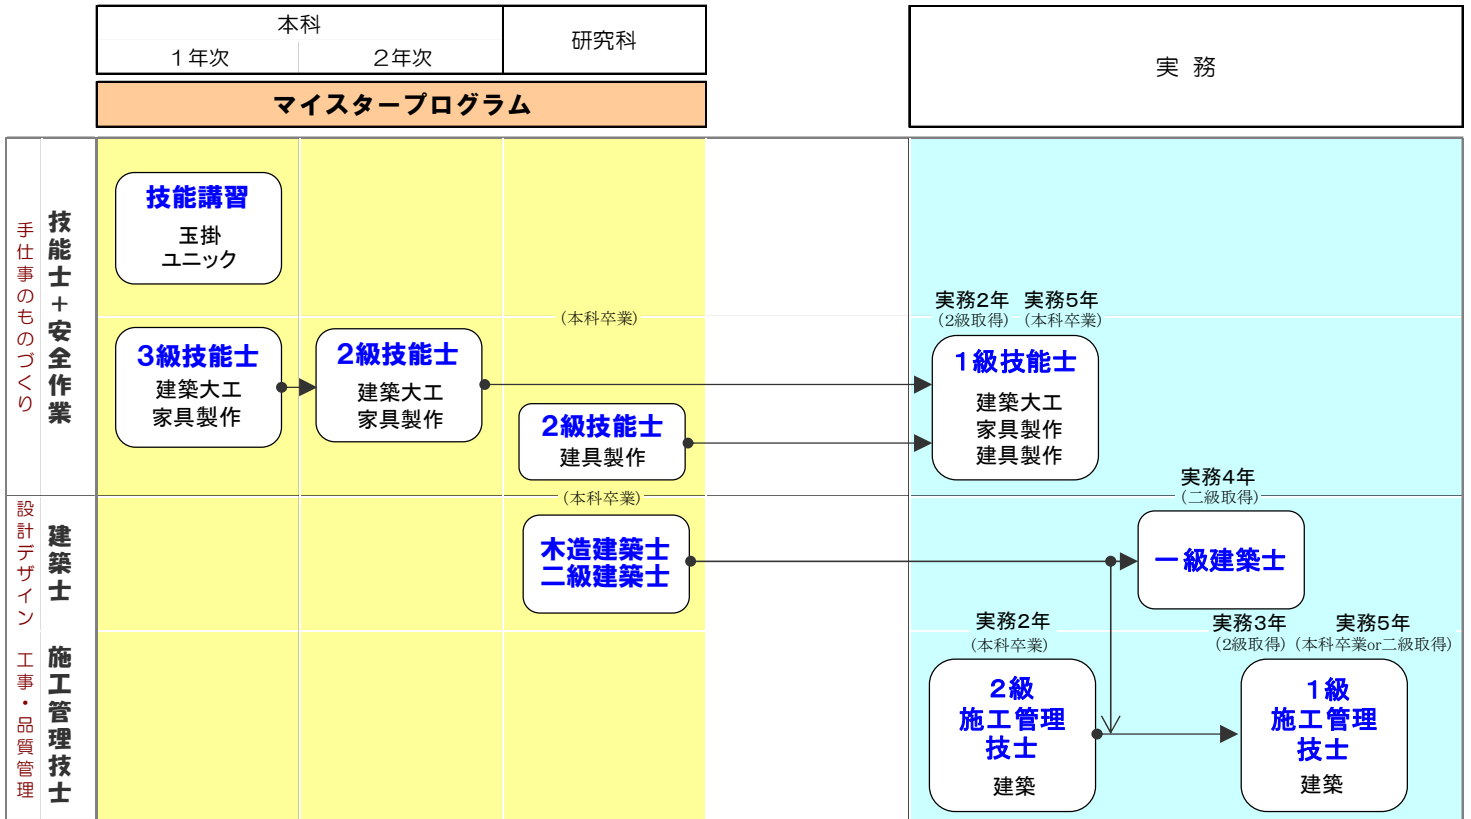 本科
研究科
１年次
２年次
実 務
マイスタープログラム
手仕事のものづくり
技能士＋安全作業
技能講習
玉掛
ユニック
(本科卒業)
実務2年
(2級取得)
実務5年
(本科卒業)
3級技能士
建築大工
家具製作
2級技能士
建築大工
家具製作
2級技能士
建具製作
1級技能士
建築大工
家具製作
建具製作
設計デザイン
建築士
(本科卒業)
木造建築士
二級建築士
実務4年
(二級取得)
一級建築士
工事・品質管理
施工管理技士
実務2年
(本科卒業)
2級
施工管理
技士
建築
実務3年
(2級取得)
実務5年
(本科卒業or二級取得)
1級
施工管理
技士
建築